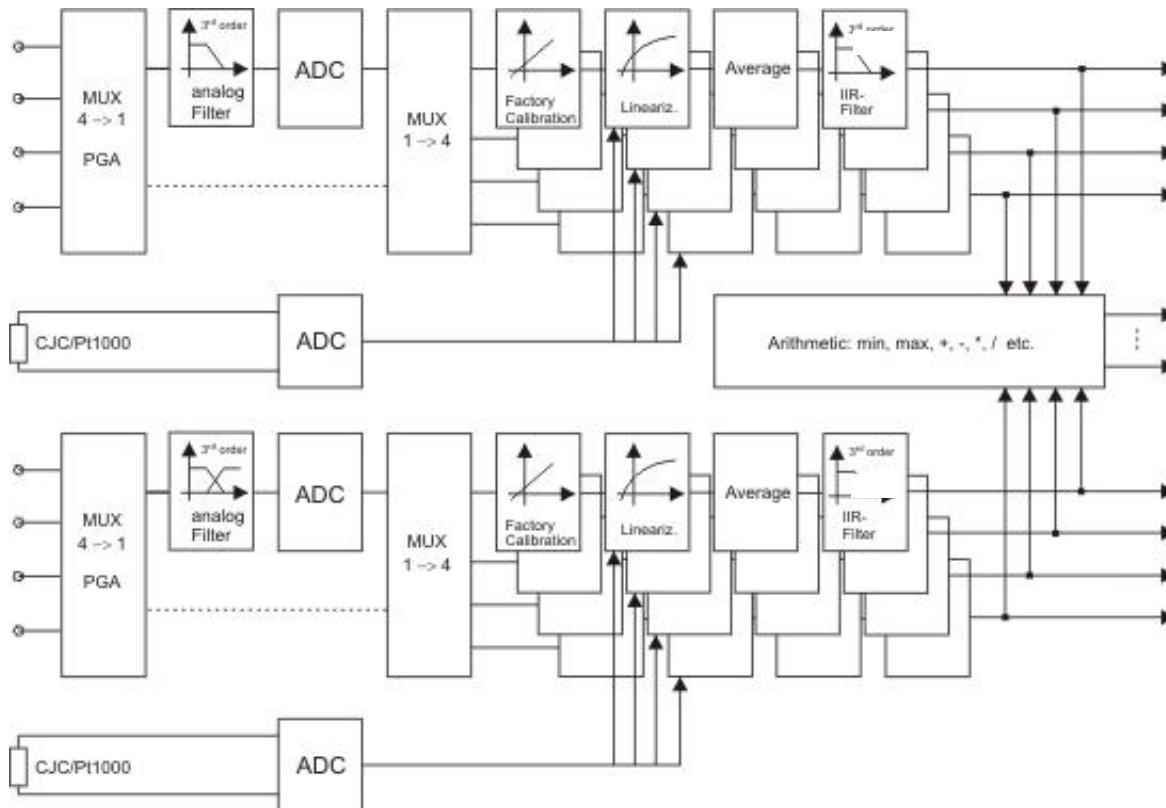 3rd order
analog
Filter
ADC
MUX
4 -> 1
PGA
MUX
1 -> 4
Factory
Calibration
Lineariz.
Average
3rd order
IIR-
Filter
CJC/Pt1000
ADC
Arithmetic: min, max, +, -, *, / etc.
3rd order
analog
Filter
ADC
MUX
4 -> 1
PGA
MUX
1 -> 4
Factory
Calibration
Lineariz.
Average
3rd order
IIR-
Filter
CJC/Pt1000
ADC